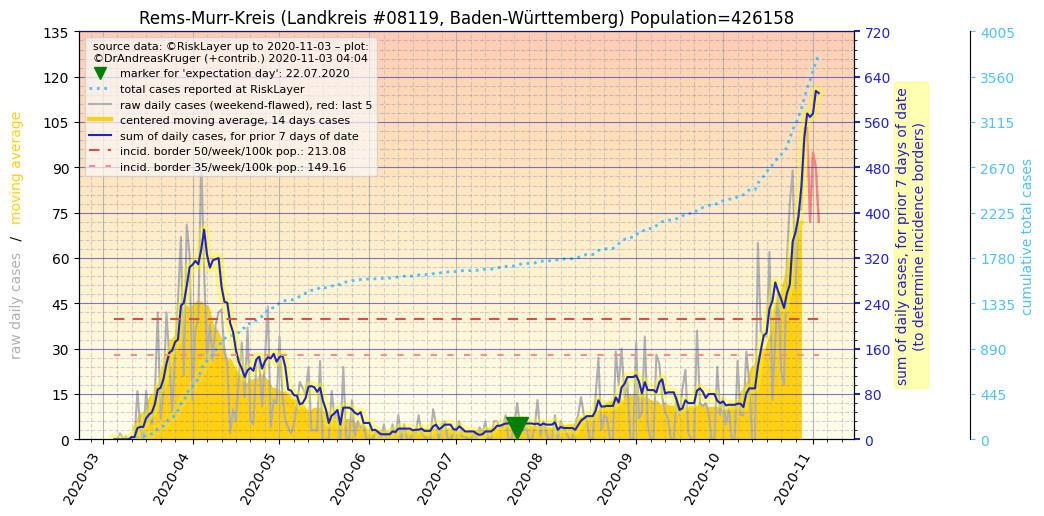 Rems-Murr-Kreis (Landkreis #08119, Baden-Württemberg) Population=426158
source data: ©RiskLayer up to 2020-11-03 – plot:
©DrAndreasKruger (+contrib.) 2020-11-03 04:04
marker for 'expectation day': 22.07.2020
total cases reported at RiskLayer
raw daily cases (weekend-flawed), red: last 5
centered moving average, 14 days cases
sum of daily cases, for prior 7 days of date
incid. border 50/week/100k pop.: 213.08
incid. border 35/week/100k pop.: 149.16
raw daily cases / moving average
135
120
105
90
75
60
45
30
15
0
720
640
560
480
400
320
240
160
80
0
sum of daily cases, for prior 7 days of date
(to determine incidence borders)
4005
3560
3115
2670
2225
1780
1335
890
445
0
cumulative total cases
2020-03
2020-04
2020-05
2020-06
2020-07
2020-08
2020-09
2020-10
2020-11